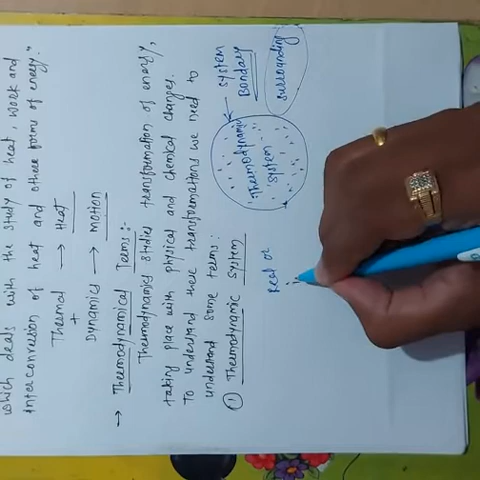 which deals with the study of heat, work and
interconversion of heat and other forms of energy."
Thermal → Heat
+
Dynamics → motion
→ Thermodynamical Terms:-
Thermodynamics studies transformation of energy,
taking place with physical and chemical changes.
To understand these transformations we need to
understand some terms:
① Thermodynamic System
Thermodynamic
system
system
Bonday
surrounding
real or